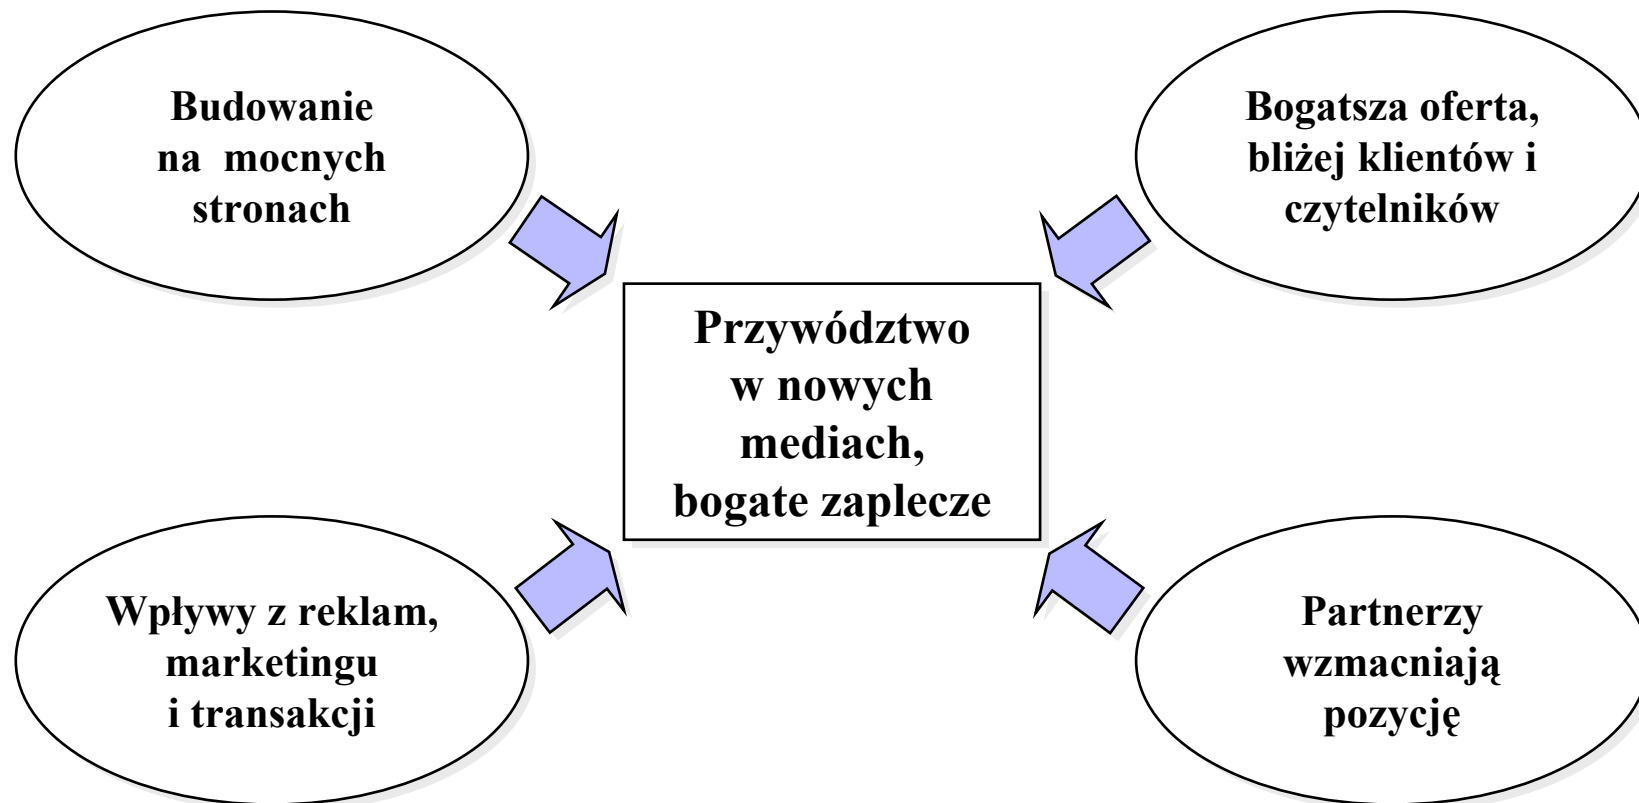 Budowanie
na mocnych
stronach
Bogatsza oferta,
bliżej klientów i
czytelników
Przywództwo
w nowych
mediach,
bogate zaplecze
Wpływy z reklam,
marketingu
i transakcji
Partnerzy
wzmacniają
pozycję